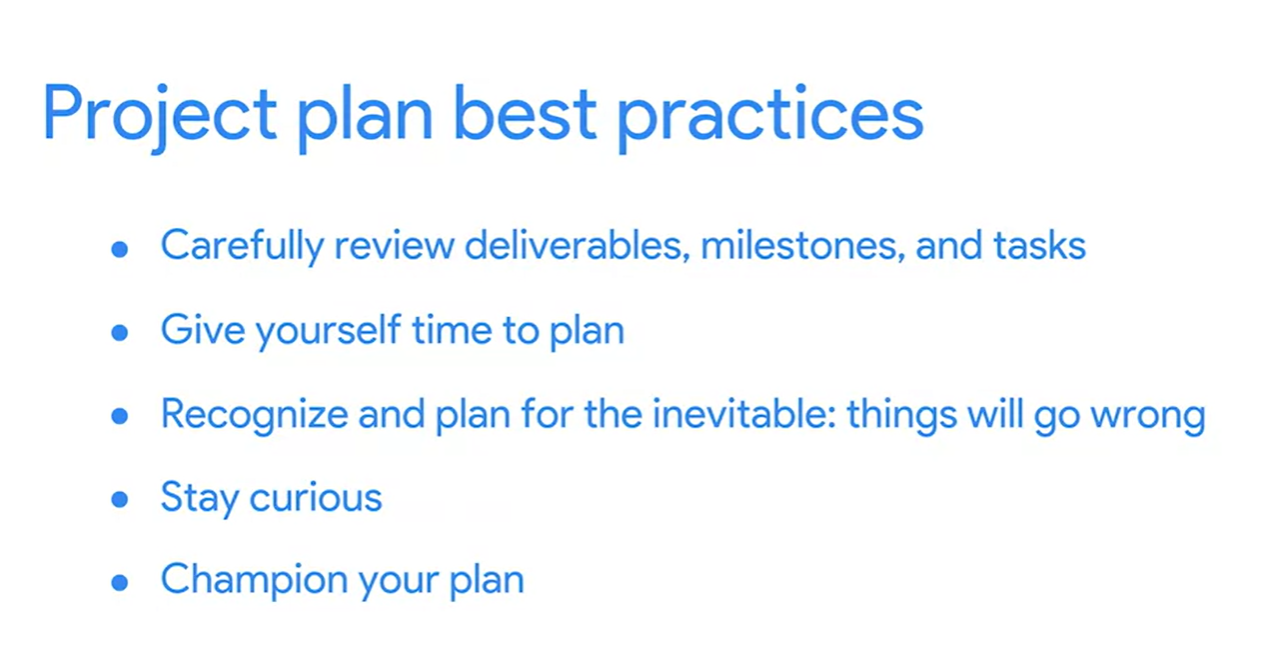 Project plan best practices
● Carefully review deliverables, milestones, and tasks
● Give yourself time to plan
● Recognize and plan for the inevitable: things will go wrong
● Stay curious
● Champion your plan